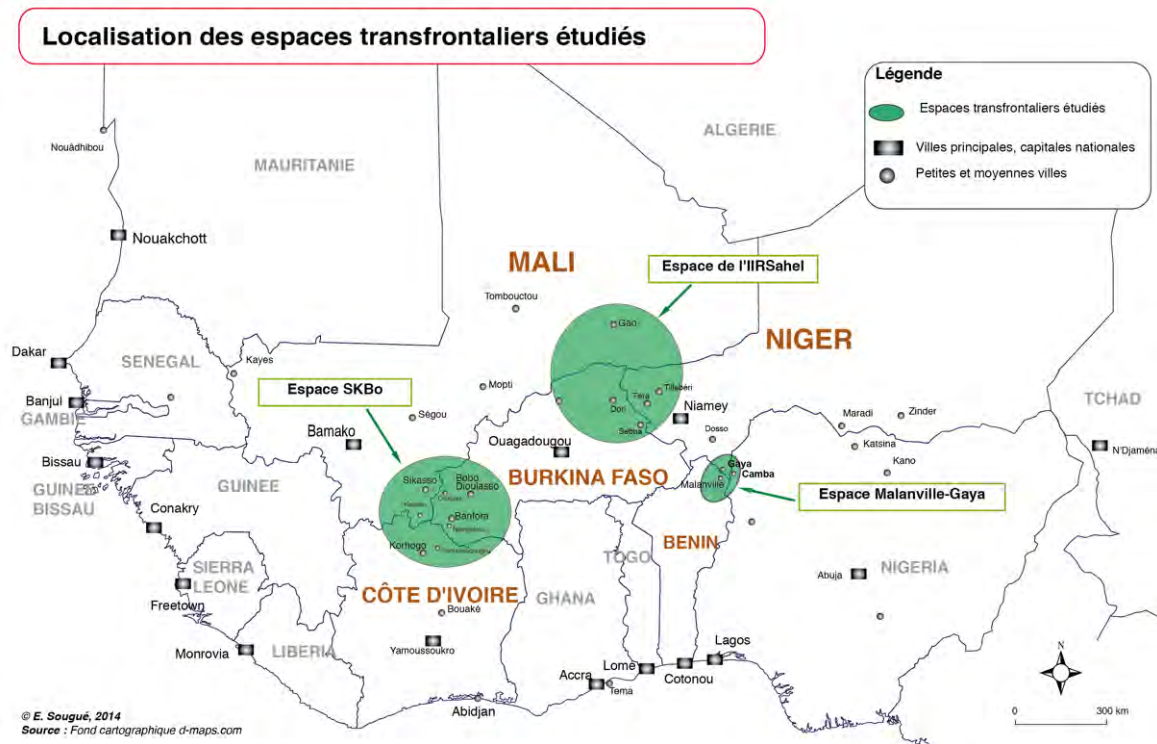 Localisation des espaces transfrontaliers étudiés
Légende
Espaces transfrontaliers étudiés
Villes principales, capitales nationales
Petites et moyennes villes
ALGERIE
Nouâdhibou
MAURITANIE
Nouakchott
MALI
Espace de l'IIRSahel
Tombouctou
Gao
NIGER
Dakar
SENEGAL
Kayes
Espace SKBo
Mopti
Tillabéri
Téra
Dori
Sebba
Niamey
TCHAD
Banjul
GAMBIE
Ségou
Bamako
Ouagadougou
Dosso
Maradi
Zinder
Katsina
N'Djaména
Bissau
GUINEE
BISSAU
GUINEE
Sikasso
Bobo
Dioulasso
BURKINA FASO
Gaya
Camba
Malanville
Kano
Espace Malanville-Gaya
Conakry
Banfora
Korhogo
BENIN
TOGO
SIERRA
LEONE
Freetown
CÔTE D'IVOIRE
GHANA
Abuja
NIGERIA
Bouaké
Yamoussoukro
Monrovia
LIBERIA
Lagos
Lomé
Cotonou
Accra
Tema
Abidjan
N
0
300 km
© E. Sougué, 2014
Source : Fond cartographique d-maps.com